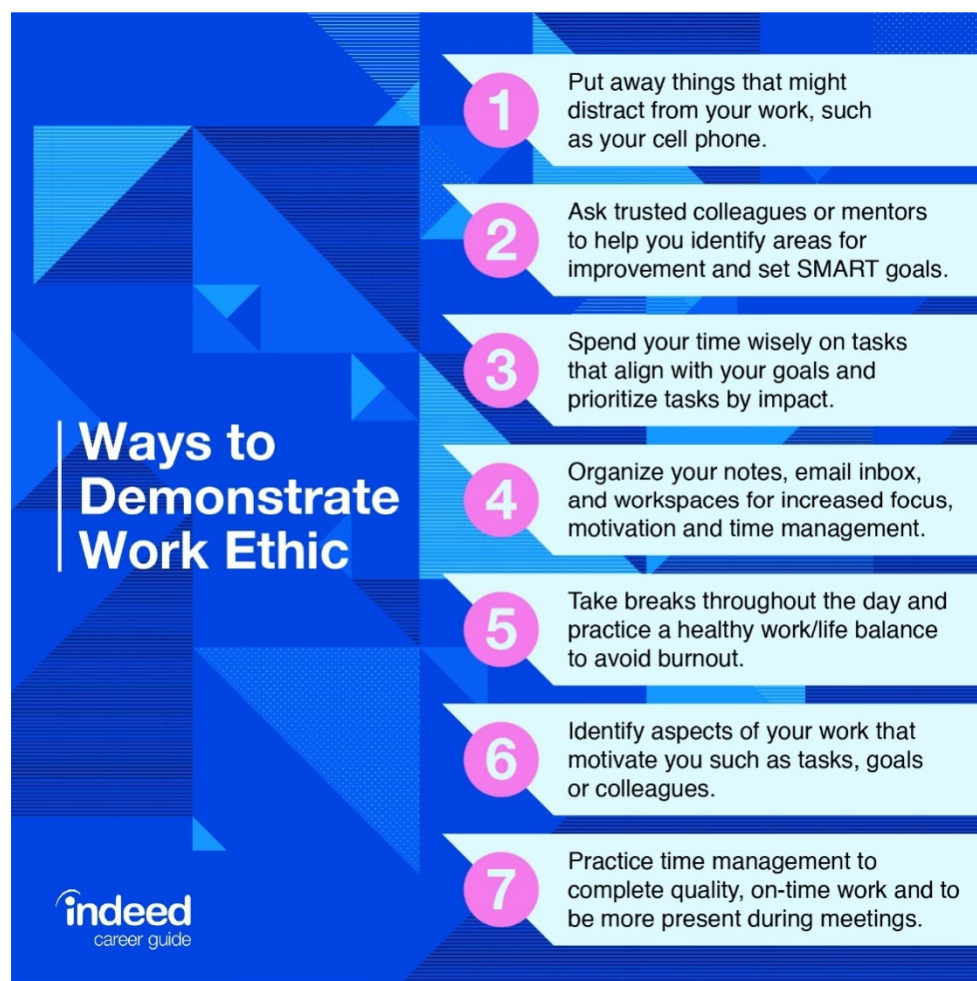 Ways to
Demonstrate
Work Ethic
1
Put away things that might
distract from your work, such
as your cell phone.
2
Ask trusted colleagues or mentors
to help you identify areas for
improvement and set SMART goals.
3
Spend your time wisely on tasks
that align with your goals and
prioritize tasks by impact.
4
Organize your notes, email inbox,
and workspaces for increased focus,
motivation and time management.
5
Take breaks throughout the day and
practice a healthy work/life balance
to avoid burnout.
6
Identify aspects of your work that
motivate you such as tasks, goals
or colleagues.
7
Practice time management to
complete quality, on-time work and to
be more present during meetings.
indeed
career guide